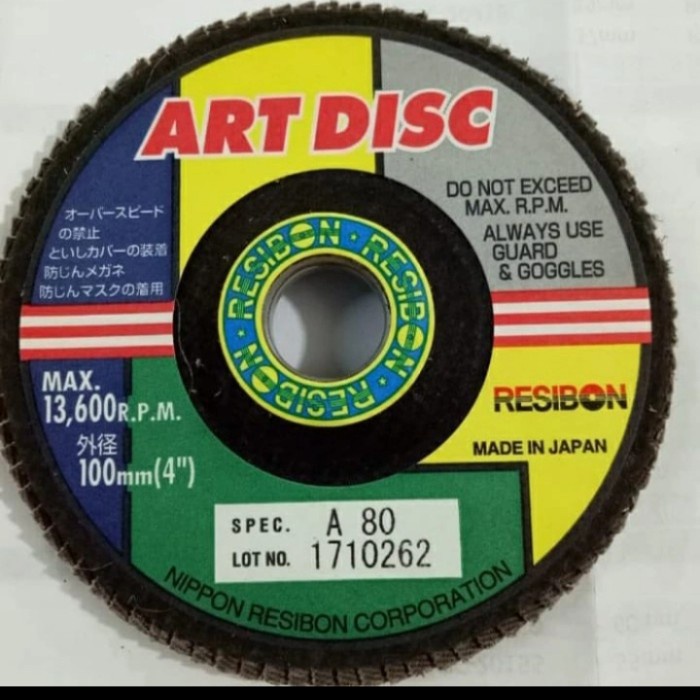 ART DISC
オーバースピード
の禁止
といしカバーの装着
防じんメガネ
防じんマスクの着用
DO NOT EXCEED
MAX. R.P.M.
ALWAYS USE
GUARD
& GOGGLES
RESIBON · RESIBON · RESIBON · RESIBON ·
MAX.
13,600R.P.M.
外径
100mm(4")
RESIBON
MADE IN JAPAN
SPEC. A 80
LOT NO. 1710262
NIPPON RESIBON CORPORATION